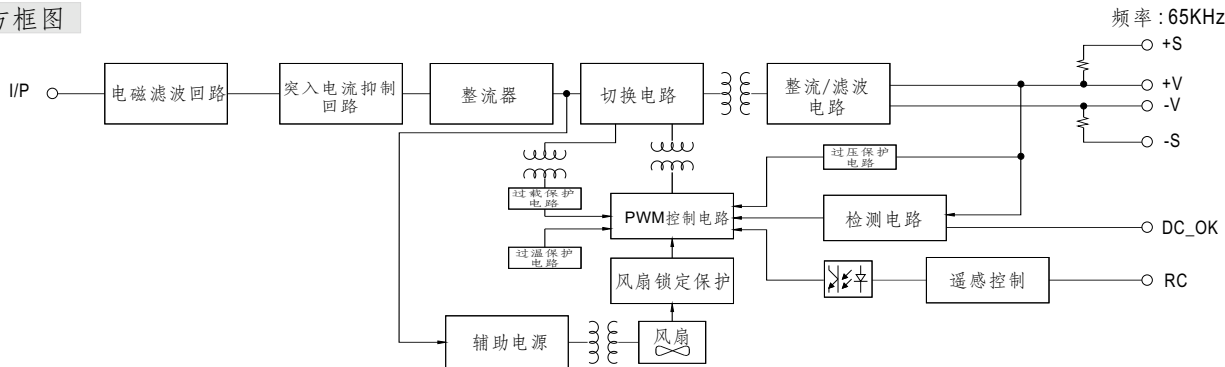 方框图
频率 : 65KHz
+S
I/P
电磁滤波回路
突入电流抑制
回路
整流器
切换电路
整流/滤波
电路
+V
-V
-S
过压保护
电路
过载保护
电路
PWM控制电路
检测电路
DC_OK
过温保护
电路
风扇锁定保护
遥感控制
RC
辅助电源
风扇